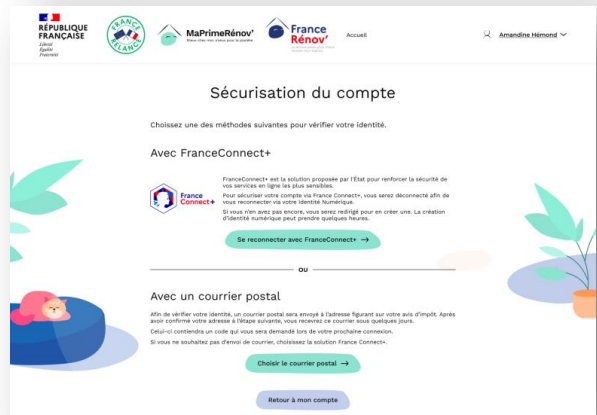 RÉPUBLIQUE
FRANÇAISE
Liberté
Égalité
Fraternité
FRANCE
RELANCE
MaPrimeRénov'
Mieux chez moi, mieux pour la planète
France
Rénov'
Accueil
Amandine Hémond
Sécurisation du compte
Choisissez une des méthodes suivantes pour vérifier votre identité.
Avec FranceConnect+
France
Connect+
FranceConnect+ est la solution proposée par l'État pour renforcer la sécurité de
vos services en ligne les plus sensibles.
Pour sécuriser votre compte via France Connect+, vous serez déconnecté afin de
vous reconnecter via votre Identité Numérique.
Si vous n'en avez pas encore, vous serez redirigé pour en créer une. La création
d'identité numérique peut prendre quelques heures.
Se reconnecter avec FranceConnect+ →
OU
Avec un courrier postal
Afin de vérifier votre identité, un courrier postal sera envoyé à l'adresse figurant sur votre avis d'impôt. Après
avoir confirmé votre adresse à l'étape suivante, vous recevrez ce courrier sous quelques jours.
Celui-ci contiendra un code qui vous sera demandé lors de votre prochaine connexion.
Si vous ne souhaitez pas d'envoi de courrier, choisissez la solution France Connect+.
Choisir le courrier postal →
Retour à mon compte